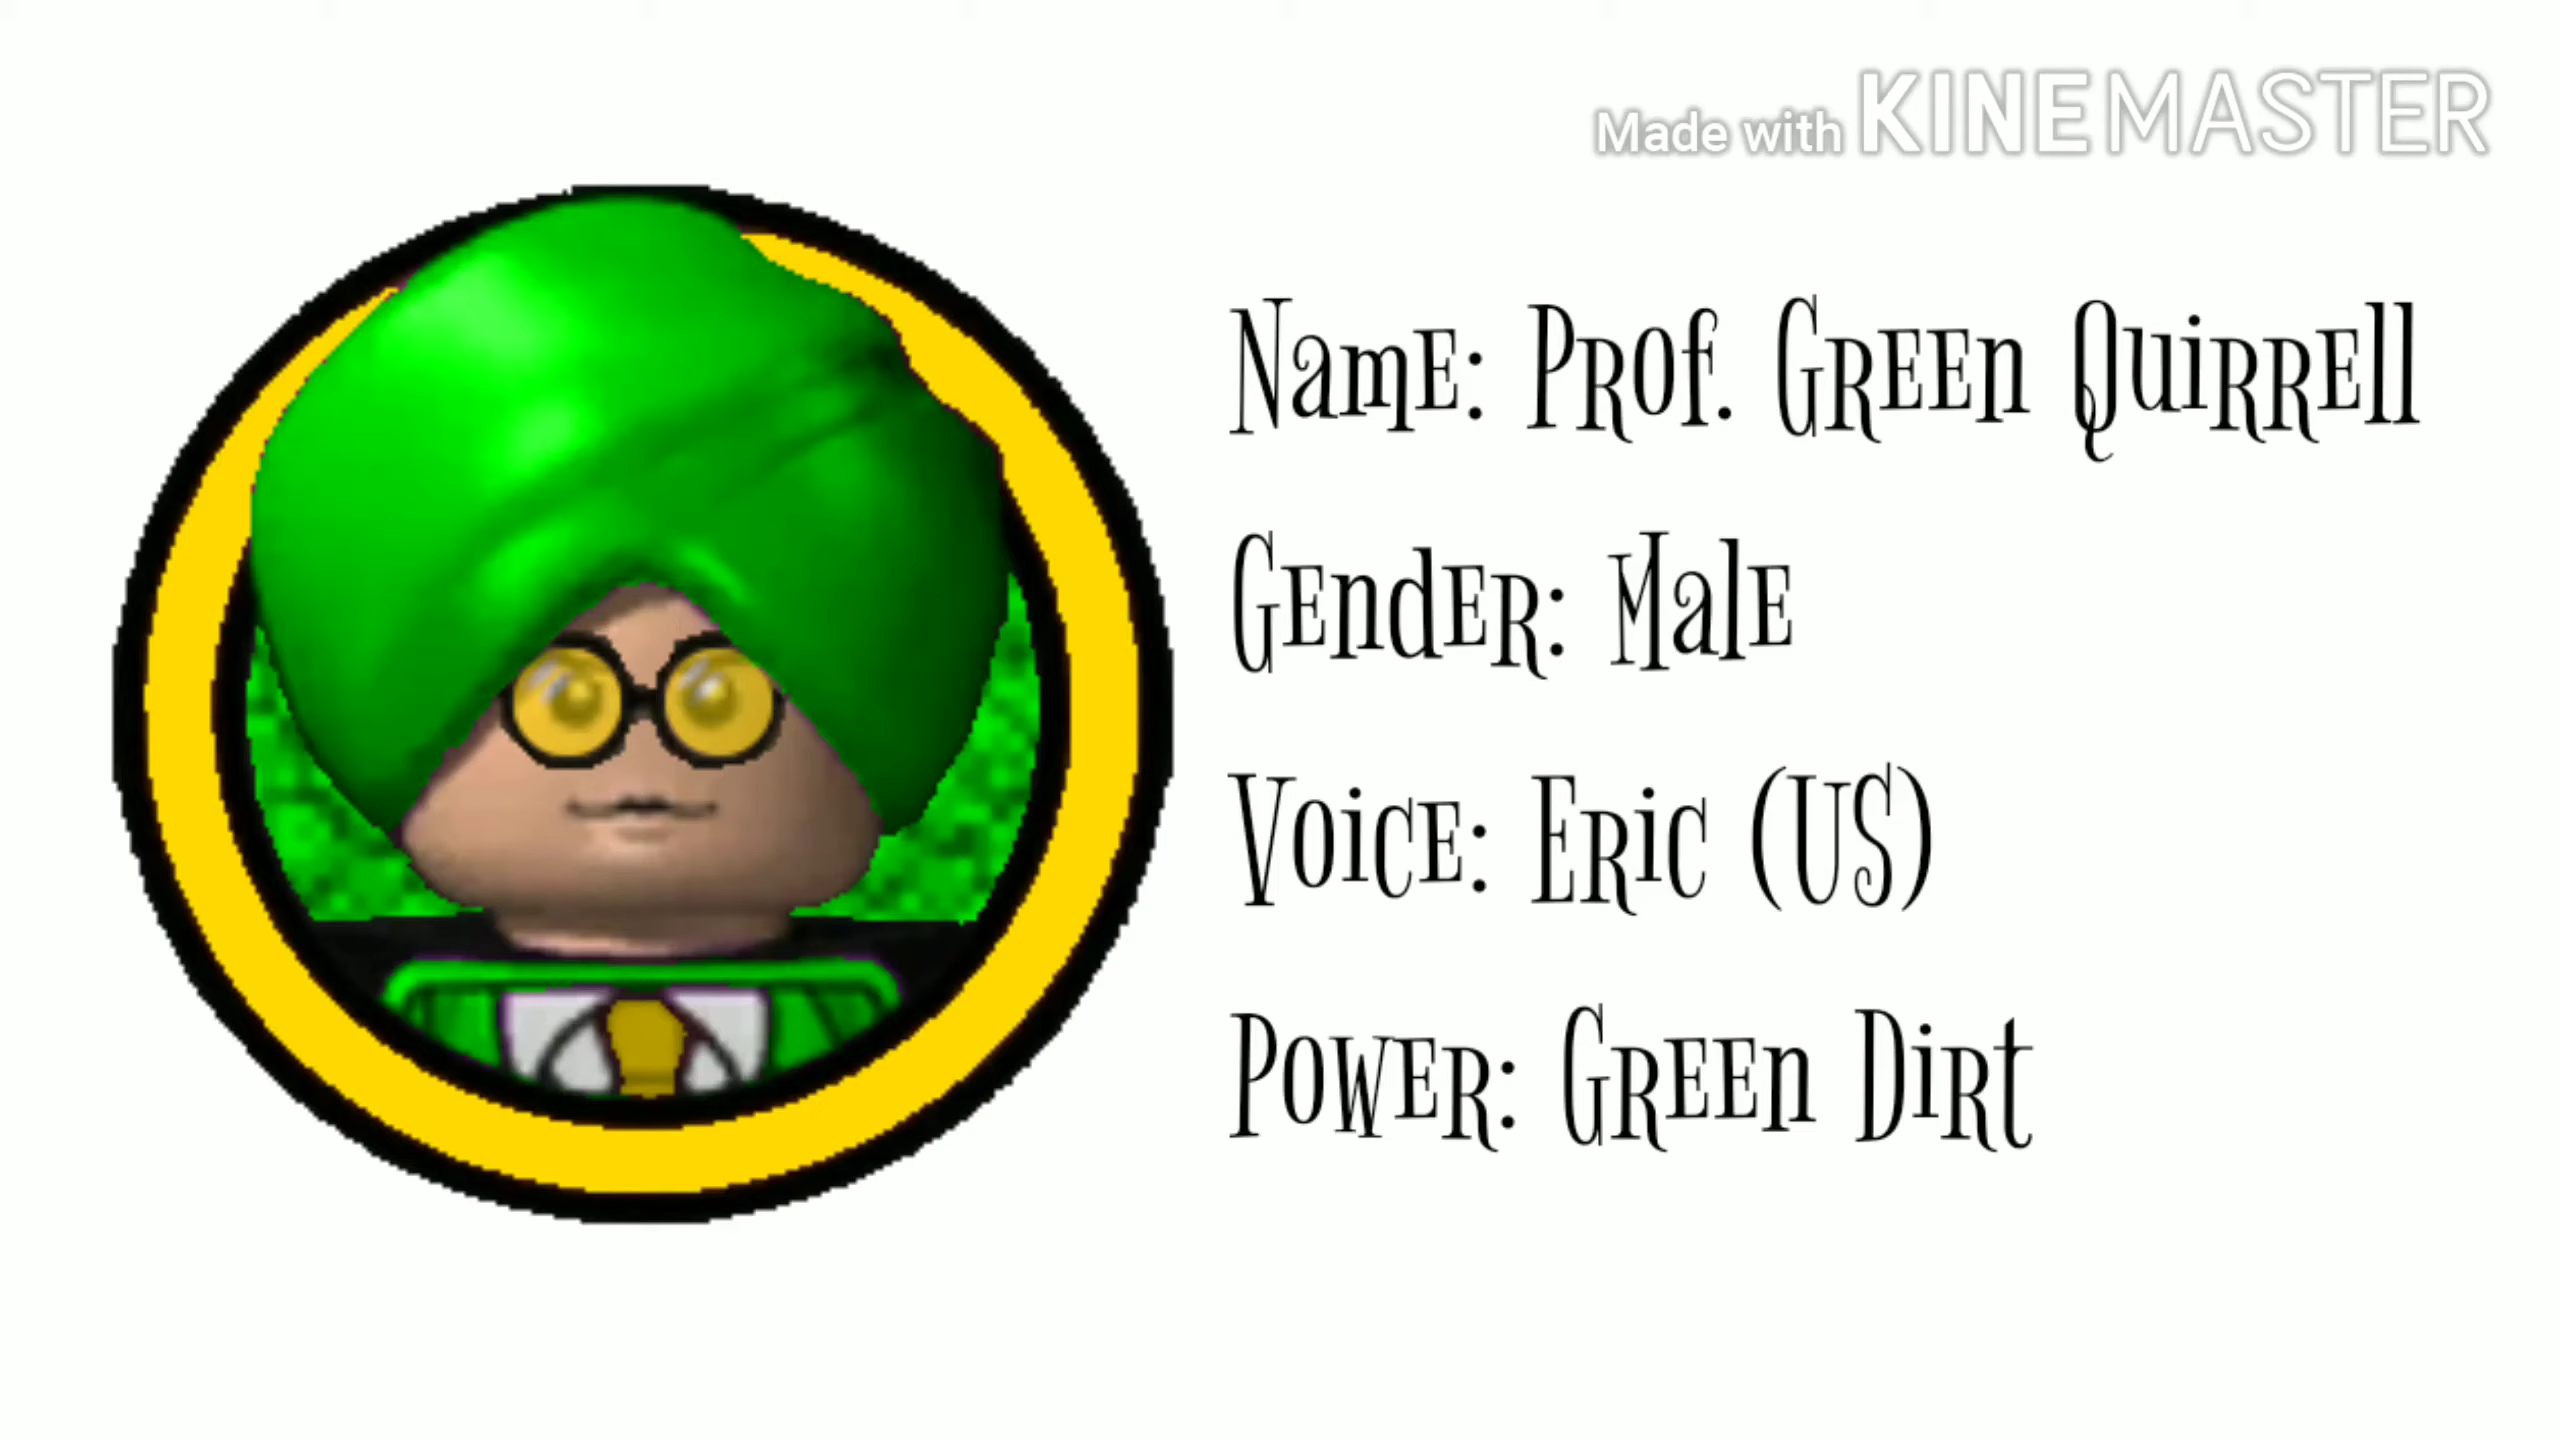 Made with KINEMASTER
Name: Prof. Green Quirrell
Gender: Male
Voice: Eric (US)
Power: Green Dirt